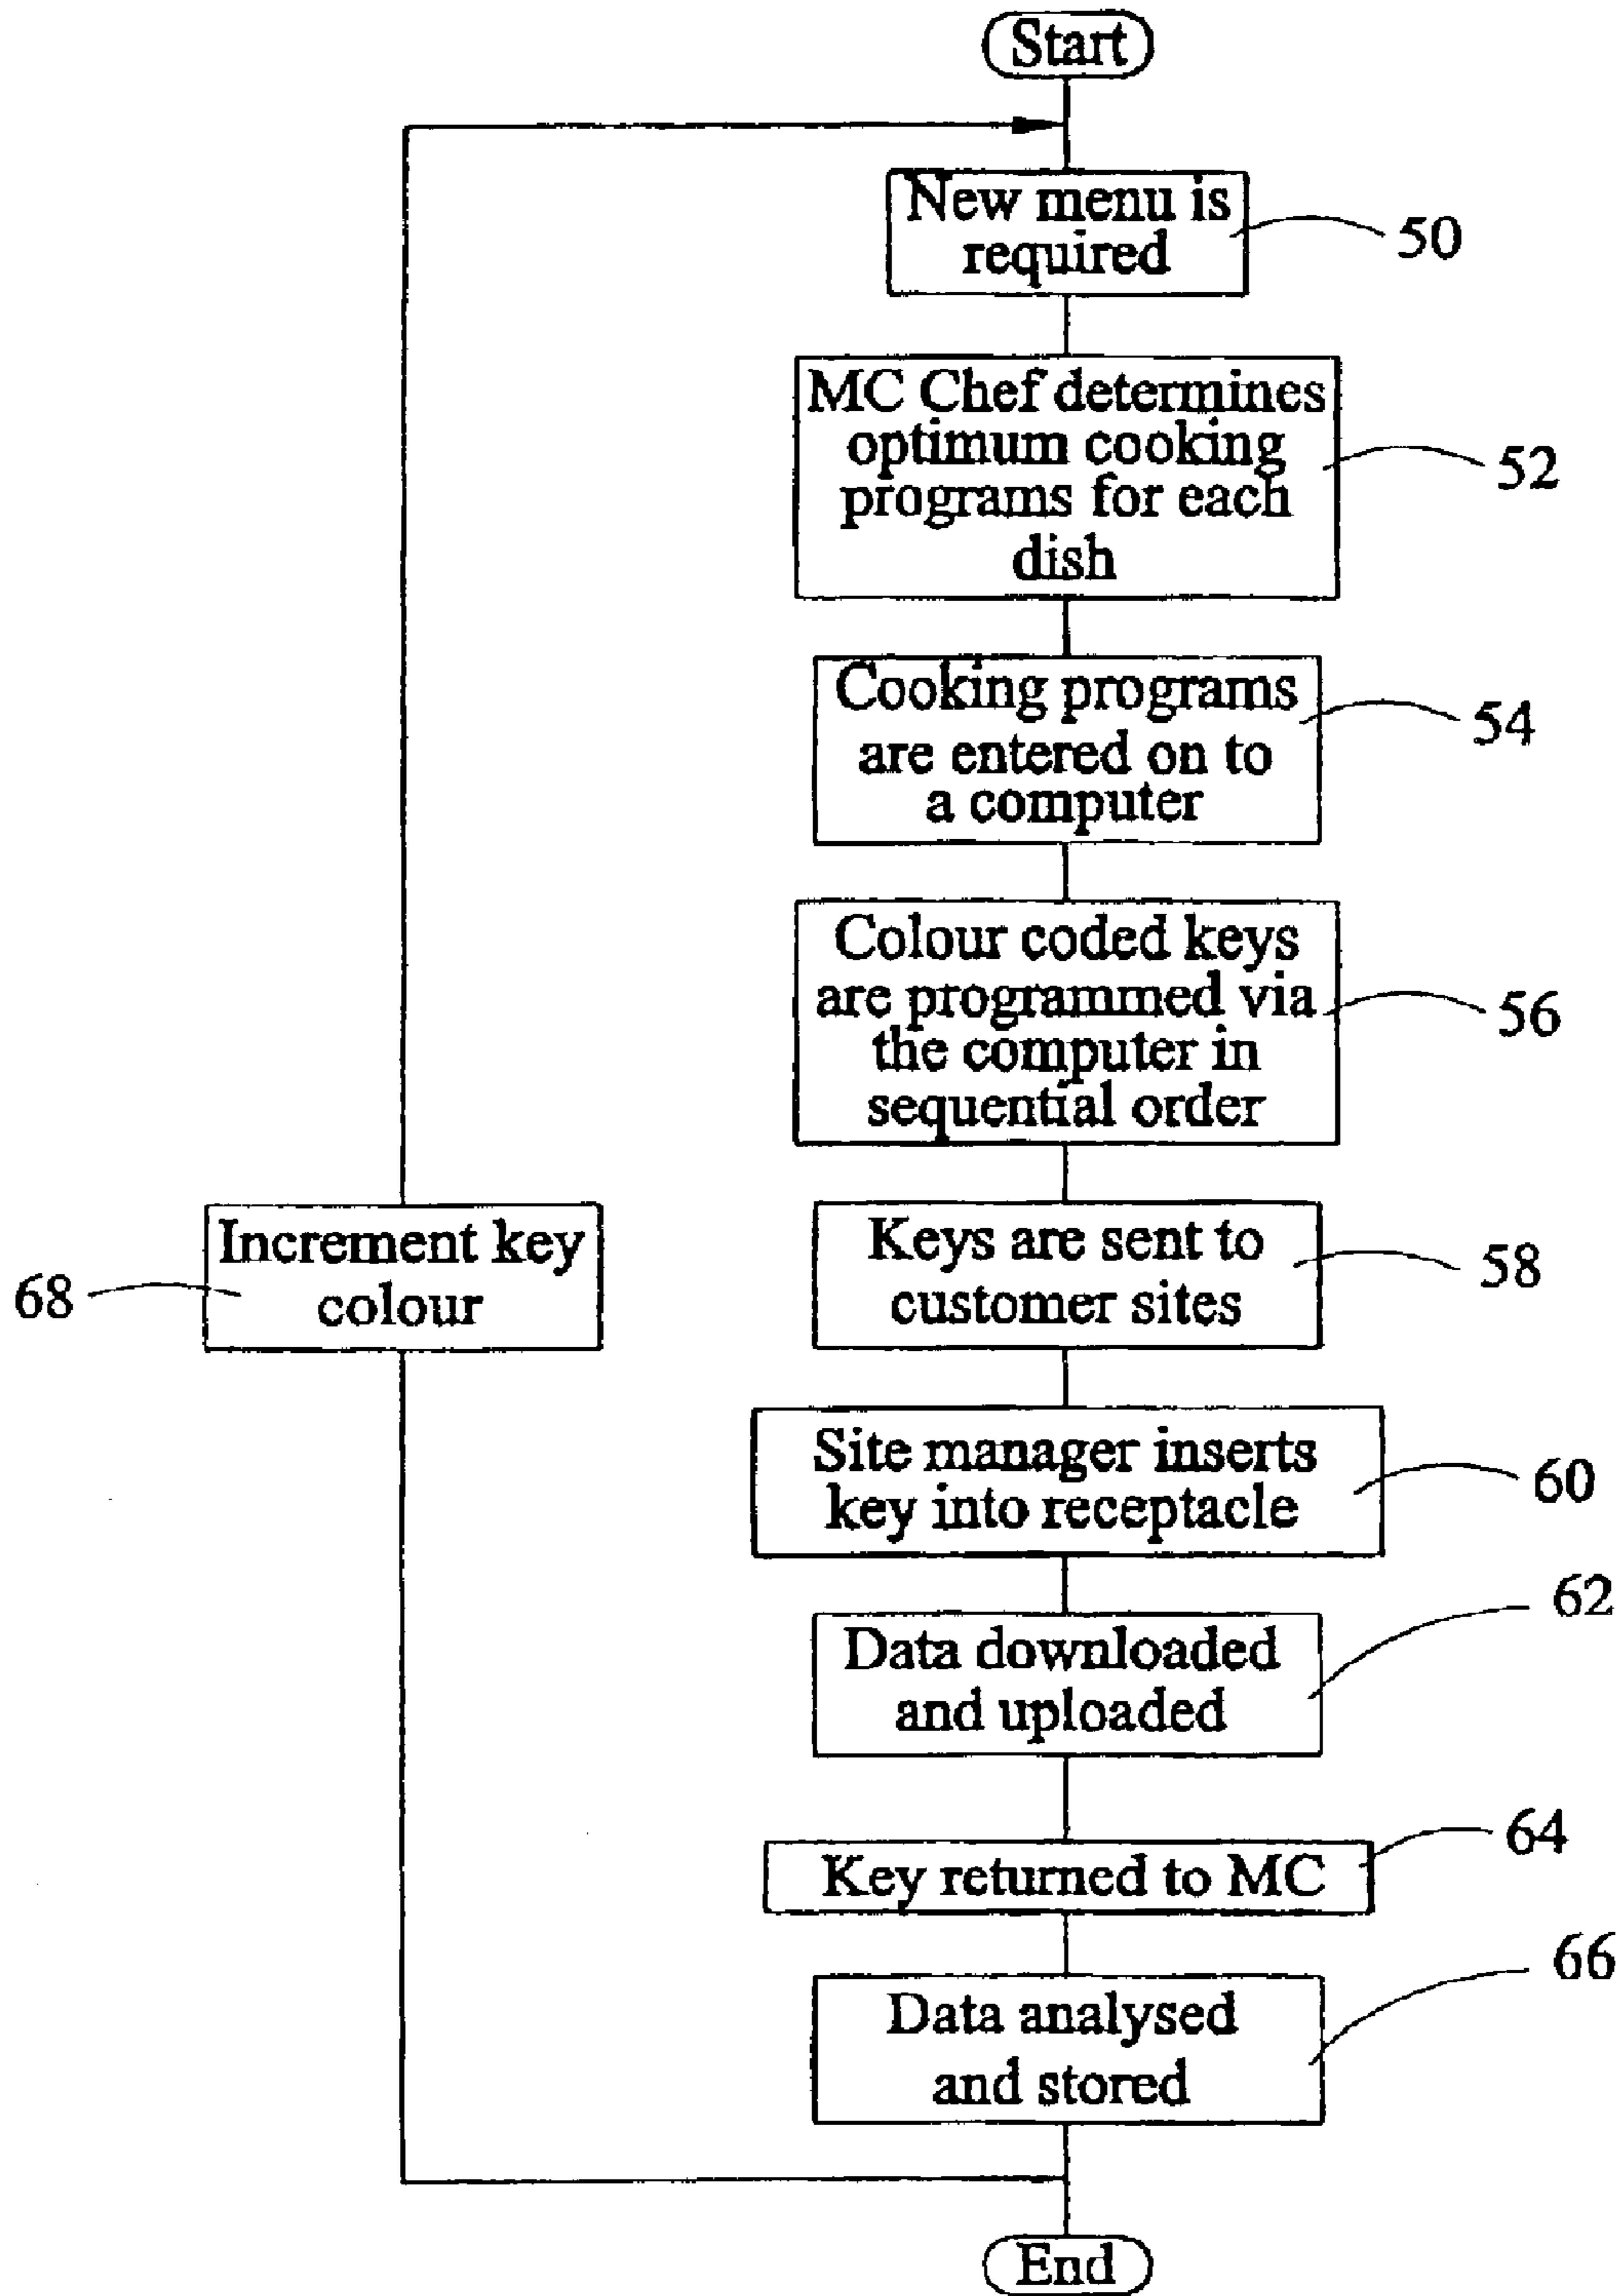 Start
New menu is
required
50
MC Chef determines
optimum cooking
programs for each
dish
52
Cooking programs
are entered on to
a computer
54
Colour coded keys
are programmed via
the computer in
sequential order
56
Increment key
colour
68
Keys are sent to
customer sites
58
Site manager inserts
key into receptacle
60
Data downloaded
and uploaded
62
Key returned to MC
64
Data analysed
and stored
66
End